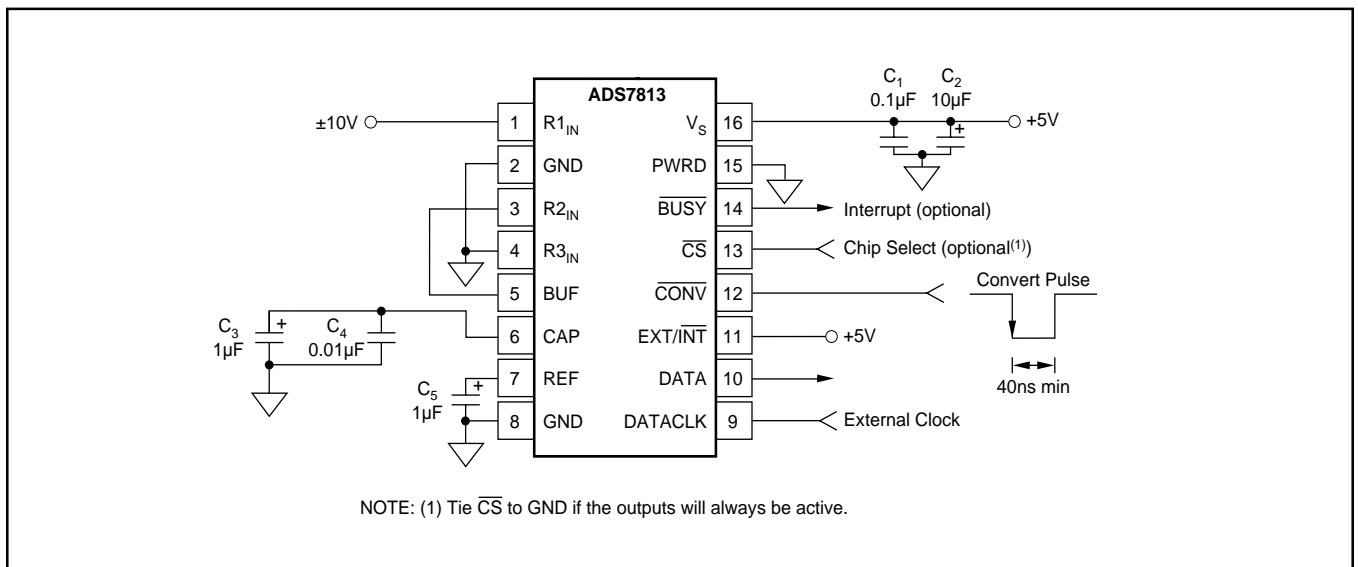 ADS7813
±10V
1 R1IN
2 GND
3 R2IN
4 R3IN
5 BUF
6 CAP
7 REF
8 GND
VS 16
PWRD 15
BUSY 14
CS 13
CONV 12
EXT/INT 11
DATA 10
DATACLK 9
C1
0.1µF
C2
10µF
+
+5V
Interrupt (optional)
Chip Select (optional(1))
Convert Pulse
40ns min
+5V
External Clock
C3
1µF
+
C4
0.01µF
C5
1µF
+
NOTE: (1) Tie CS to GND if the outputs will always be active.